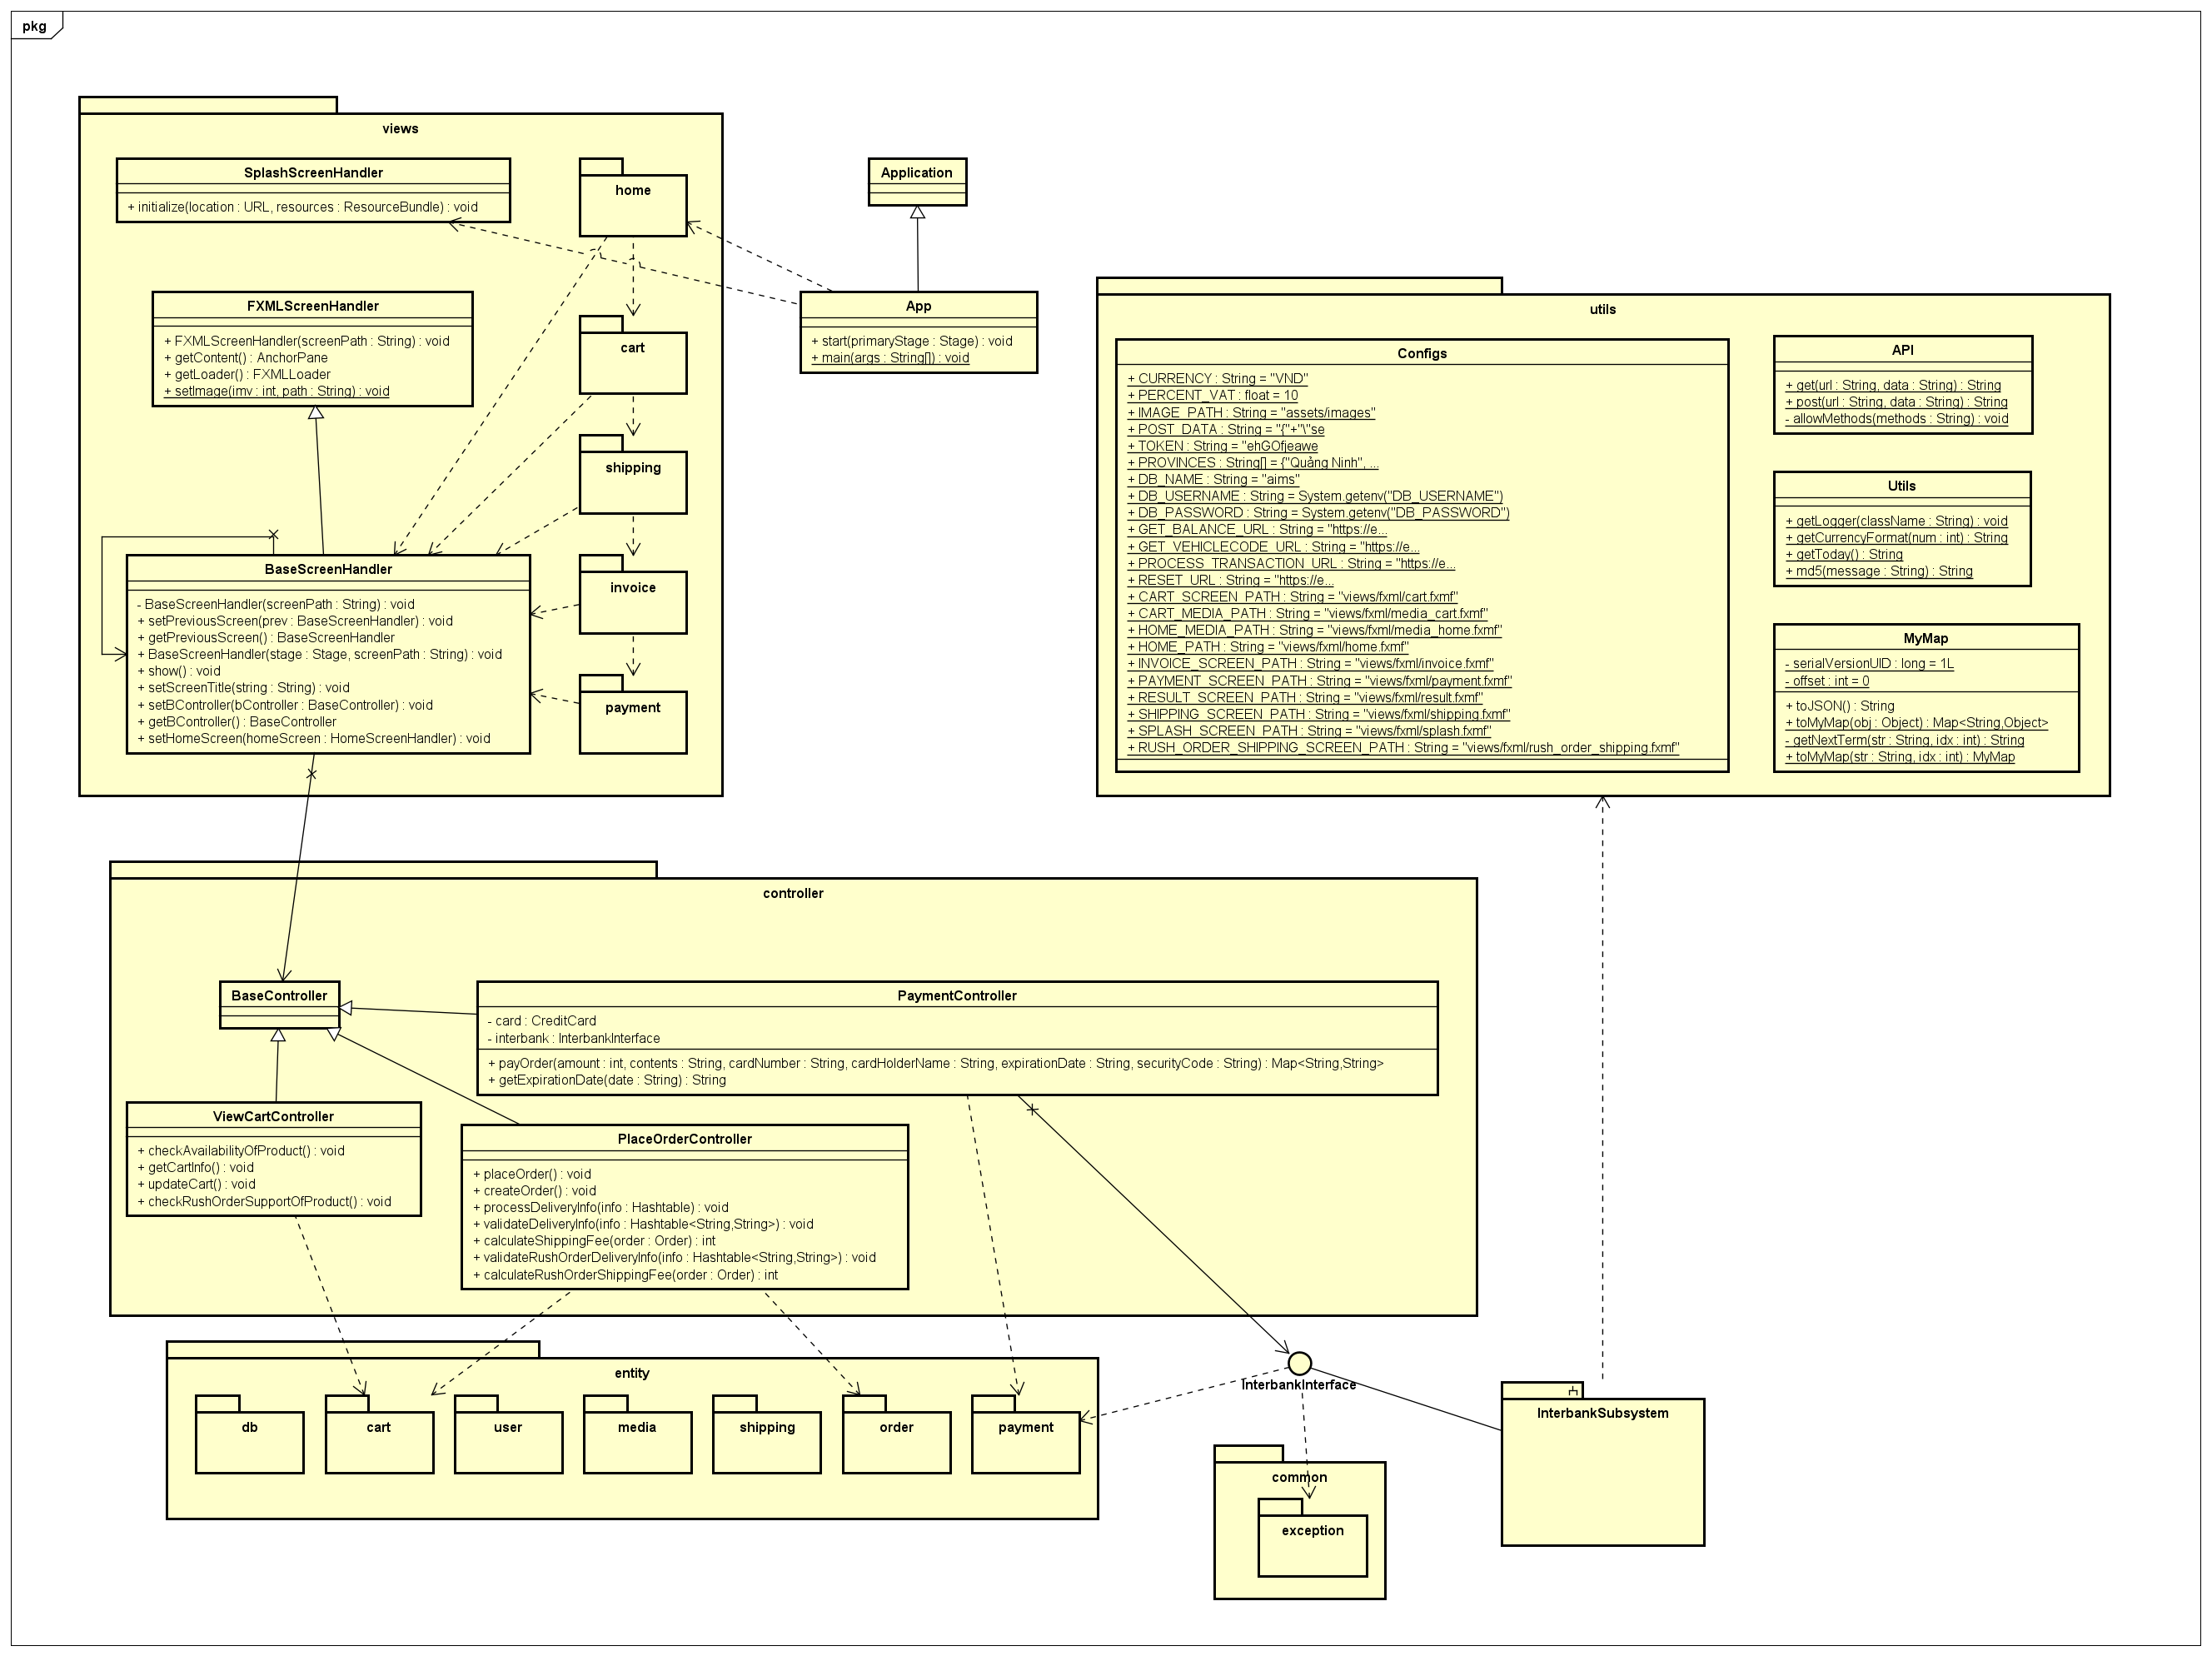 pkg
views
SplashScreenHandler
+ initialize(location : URL, resources : ResourceBundle) : void
home
FXMLScreenHandler
+ FXMLScreenHandler(screenPath : String) : void
+ getContent() : AnchorPane
+ getLoader() : FXMLLoader
+ setImage(imv : int, path : String) : void
cart
shipping
BaseScreenHandler
- BaseScreenHandler(screenPath : String) : void
+ setPreviousScreen(prev : BaseScreenHandler) : void
+ getPreviousScreen() : BaseScreenHandler
+ BaseScreenHandler(stage : Stage, screenPath : String) : void
+ show() : void
+ setScreenTitle(string : String) : void
+ setBController(bController : BaseController) : void
+ getBController() : BaseController
+ setHomeScreen(homeScreen : HomeScreenHandler) : void
invoice
payment
Application
App
+ start(primaryStage : Stage) : void
+ main(args : String[]) : void
utils
Configs
+ CURRENCY : String = "VND"
+ PERCENT_VAT : float = 10
+ IMAGE_PATH : String = "assets/images"
+ POST_DATA : String = "{"+"\"se
+ TOKEN : String = "ehGOfjeawe
+ PROVINCES : String[] = {"Quảng Ninh", ...
+ DB_NAME : String = "aims"
+ DB_USERNAME : String = System.getenv("DB_USERNAME")
+ DB_PASSWORD : String = System.getenv("DB_PASSWORD")
+ GET_BALANCE_URL : String = "https://e...
+ GET_VEHICLECODE_URL : String = "https://e...
+ PROCESS_TRANSACTION_URL : String = "https://e...
+ RESET_URL : String = "https://e...
+ CART_SCREEN_PATH : String = "views/fxml/cart.fxmf"
+ CART_MEDIA_PATH : String = "views/fxml/media_cart.fxmf"
+ HOME_MEDIA_PATH : String = "views/fxml/media_home.fxmf"
+ HOME_PATH : String = "views/fxml/home.fxmf"
+ INVOICE_SCREEN_PATH : String = "views/fxml/invoice.fxmf"
+ PAYMENT_SCREEN_PATH : String = "views/fxml/payment.fxmf"
+ RESULT_SCREEN_PATH : String = "views/fxml/result.fxmf"
+ SHIPPING_SCREEN_PATH : String = "views/fxml/shipping.fxmf"
+ SPLASH_SCREEN_PATH : String = "views/fxml/splash.fxmf"
+ RUSH_ORDER_SHIPPING_SCREEN_PATH : String = "views/fxml/rush_order_shipping.fxmf"
API
+ get(url : String, data : String) : String
+ post(url : String, data : String) : String
- allowMethods(methods : String) : void
Utils
+ getLogger(className : String) : void
+ getCurrencyFormat(num : int) : String
+ getToday() : String
+ md5(message : String) : String
MyMap
- serialVersionUID : long = 1L
- offset : int = 0
+ toJSON() : String
+ toMyMap(obj : Object) : Map<String,Object>
- getNextTerm(str : String, idx : int) : String
+ toMyMap(str : String, idx : int) : MyMap
controller
BaseController
PaymentController
- card : CreditCard
- interbank : InterbankInterface
+ payOrder(amount : int, contents : String, cardNumber : String, cardHolderName : String, expirationDate : String, securityCode : String) : Map<String,String>
+ getExpirationDate(date : String) : String
ViewCartController
+ checkAvailabilityOfProduct() : void
+ getCartInfo() : void
+ updateCart() : void
+ checkRushOrderSupportOfProduct() : void
PlaceOrderController
+ placeOrder() : void
+ createOrder() : void
+ processDeliveryInfo(info : Hashtable) : void
+ validateDeliveryInfo(info : Hashtable<String,String>) : void
+ calculateShippingFee(order : Order) : int
+ validateRushOrderDeliveryInfo(info : Hashtable<String,String>) : void
+ calculateRushOrderShippingFee(order : Order) : int
entity
db
cart
user
media
shipping
order
payment
InterbankInterface
InterbankSubsystem
common
exception